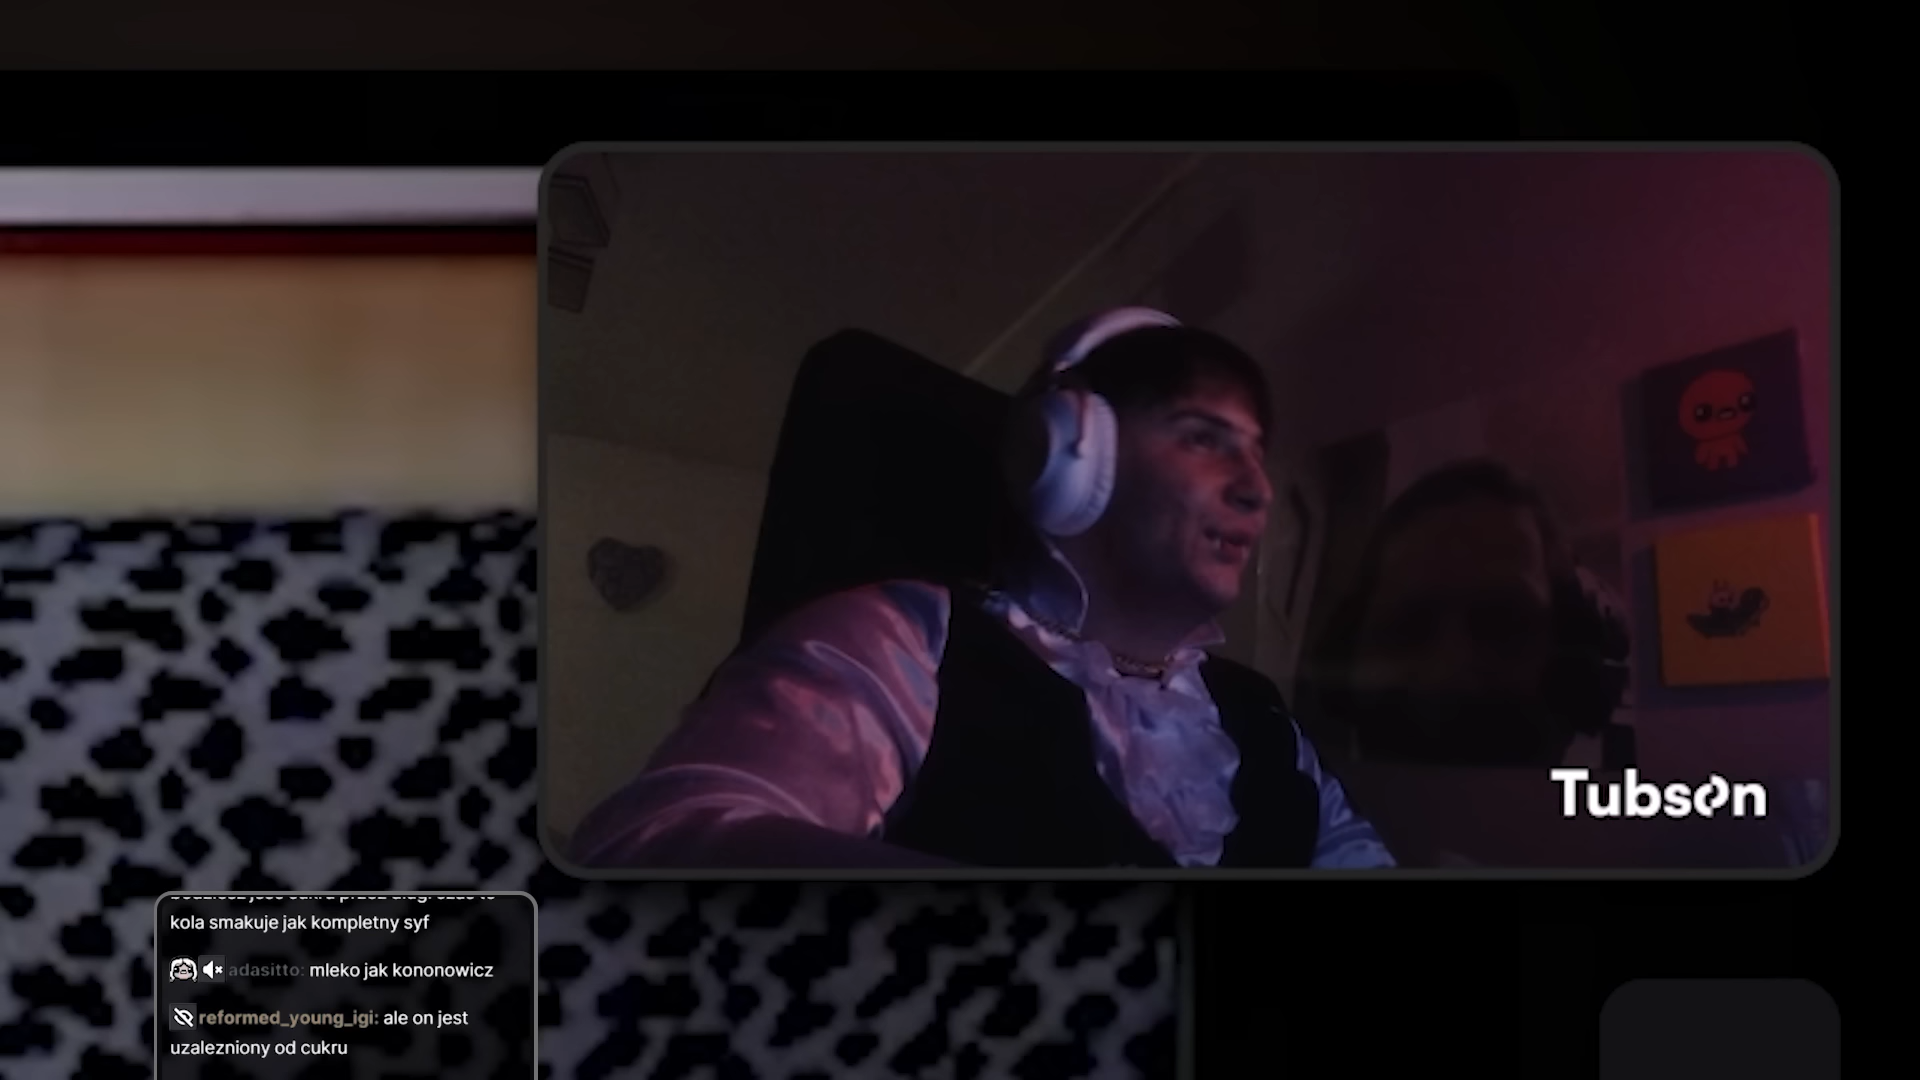 Tubson
kola smakuje jak kompletny syf
adasitto: mleko jak kononowicz
reformed_young_igi: ale on jest
uzalezniony od cukru